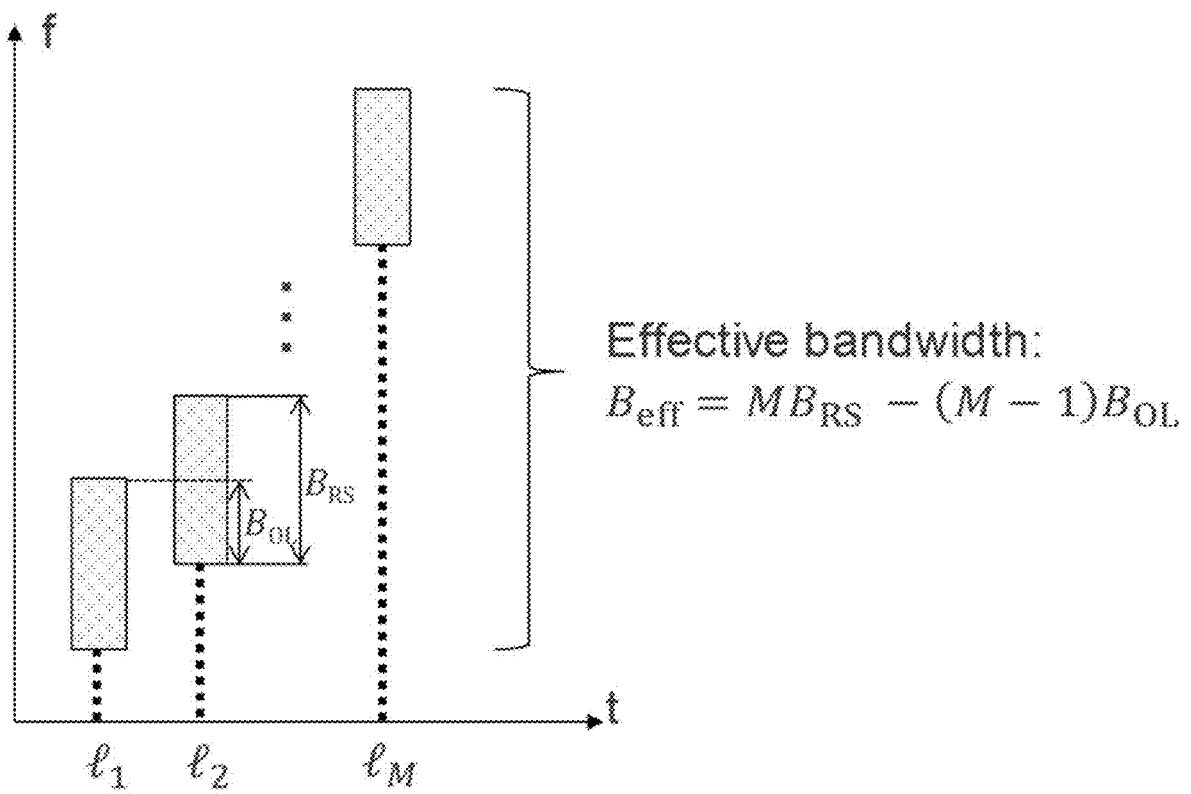 f
B_RS
B_OL
Effective bandwidth:
B_eff = MB_RS − (M − 1)B_OL
t
ℓ_1 ℓ_2 ℓ_M